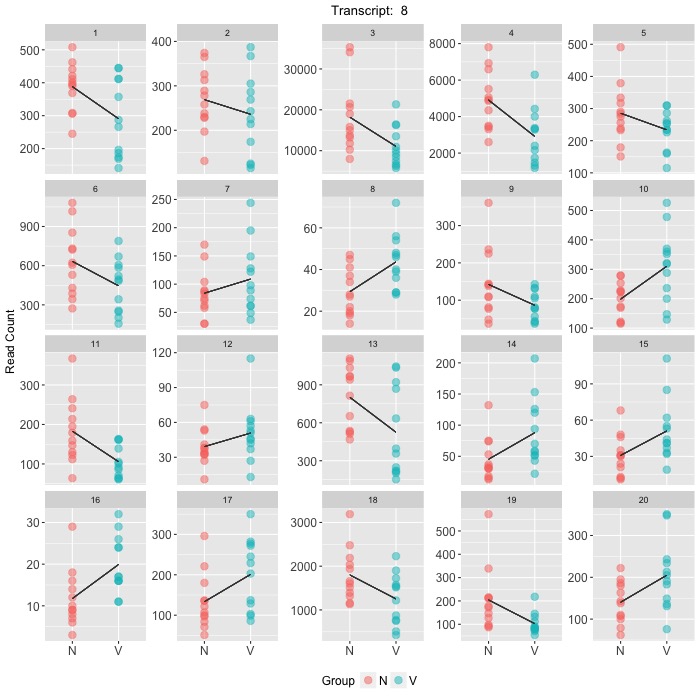 Transcript: 8
Read Count
1 2 3 4 5
500 400 300 200
400 300 200
30000 20000 10000
8000 6000 4000 2000
500 400 300 200 100
6 7 8 9 10
900 600 300
250 200 150 100 50
60 40 20
300 200 100
500 400 300 200 100
11 12 13 14 15
300 200 100
120 90 60 30
900 600 300
200 150 100 50
90 60 30
16 17 18 19 20
30 20 10
300 200 100
3000 2000 1000
500 400 300 200 100
300 200 100
N V N V N V N V N V
Group N V